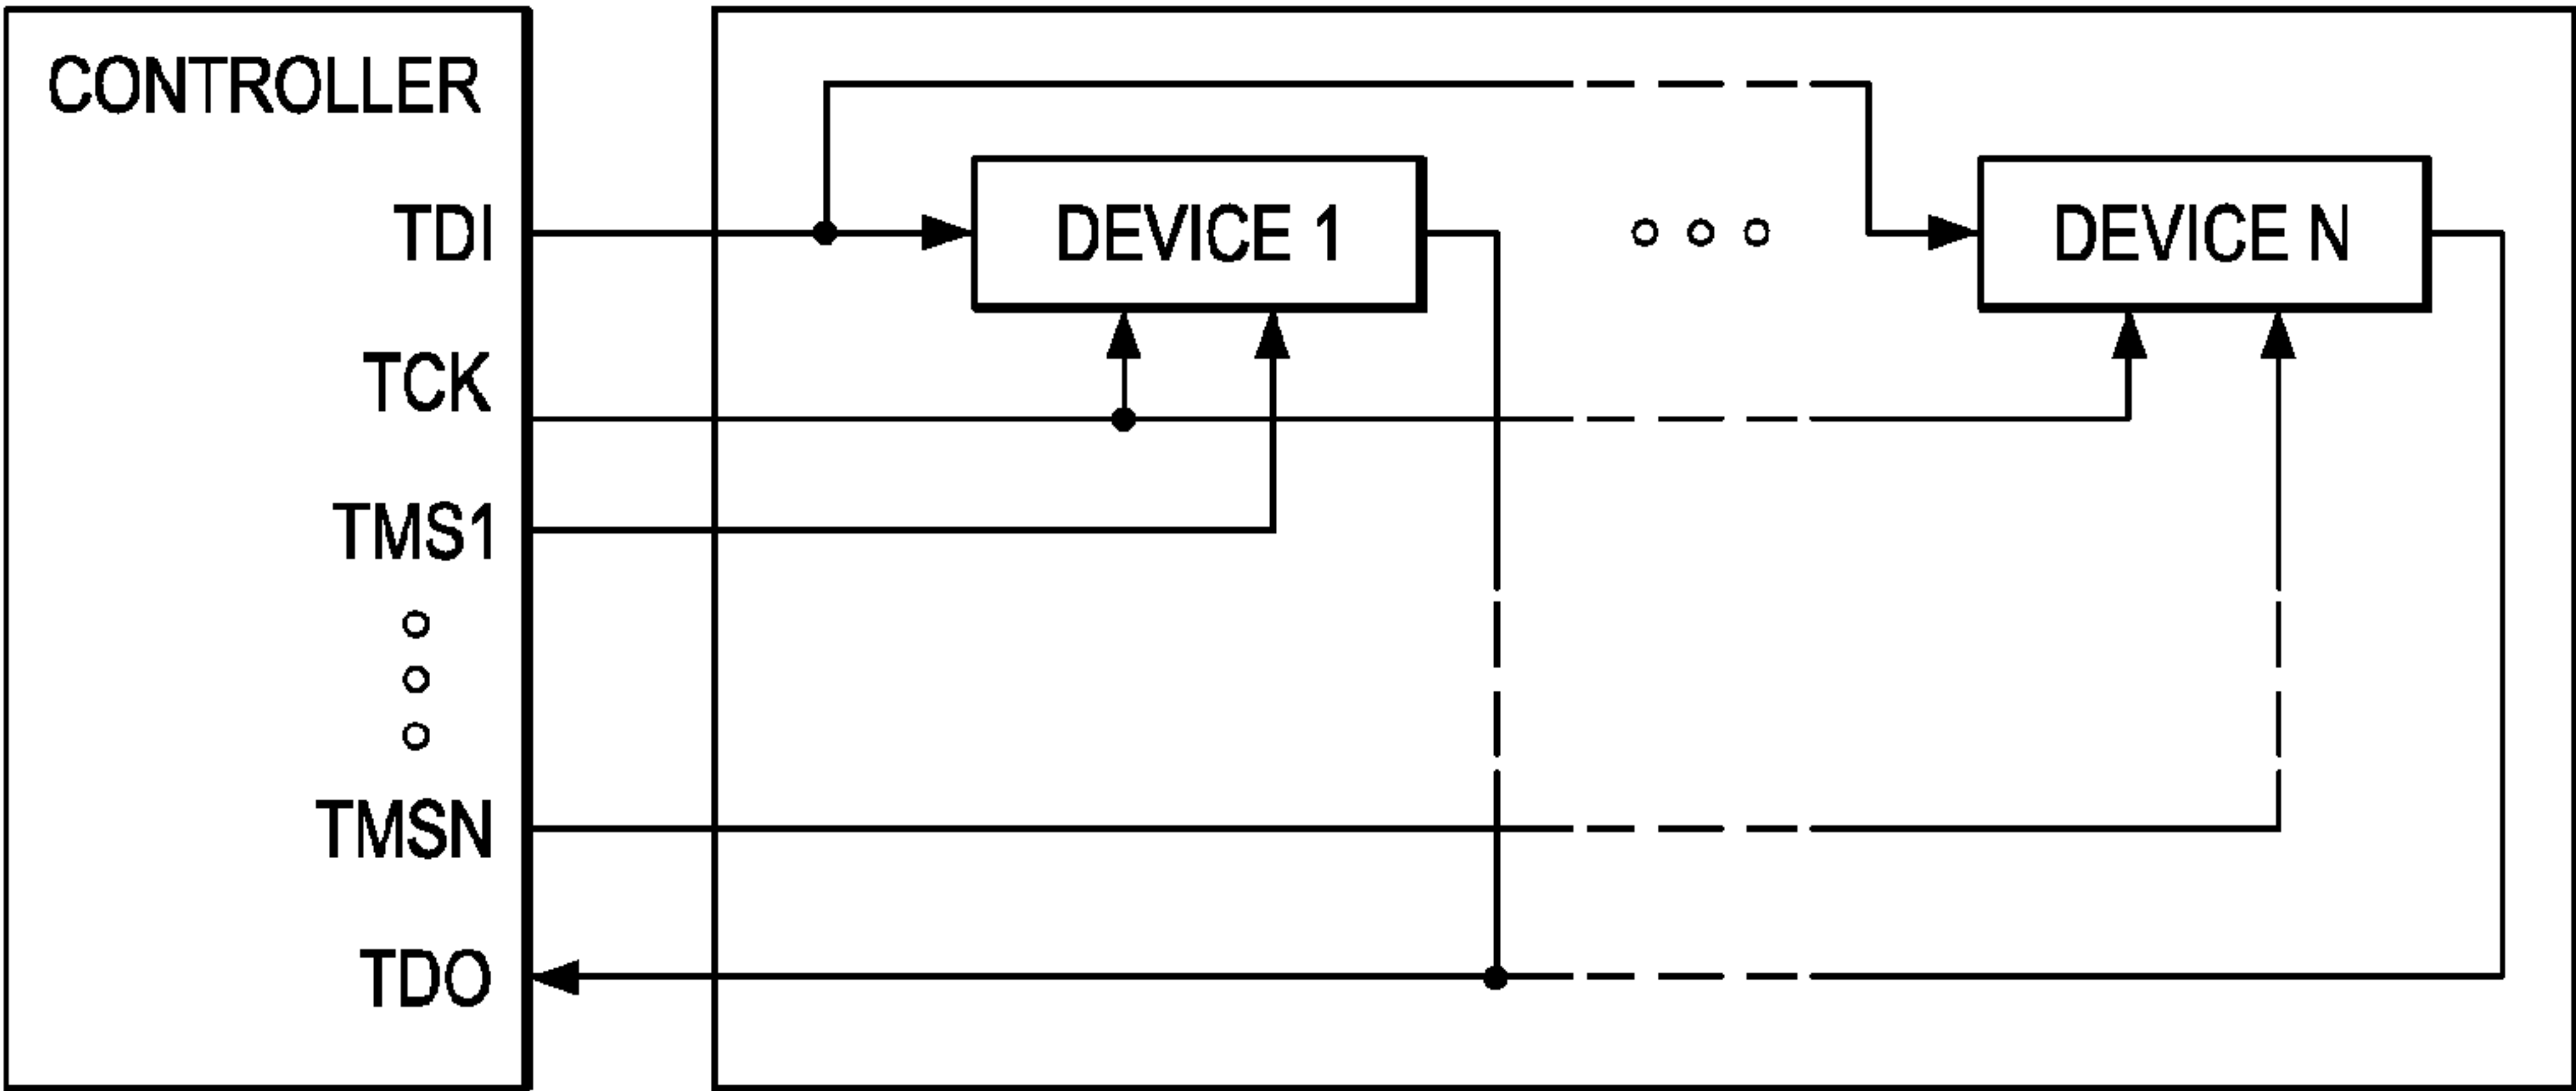 CONTROLLER
TDI
DEVICE 1
DEVICE N
TCK
TMS1
TMSN
TDO